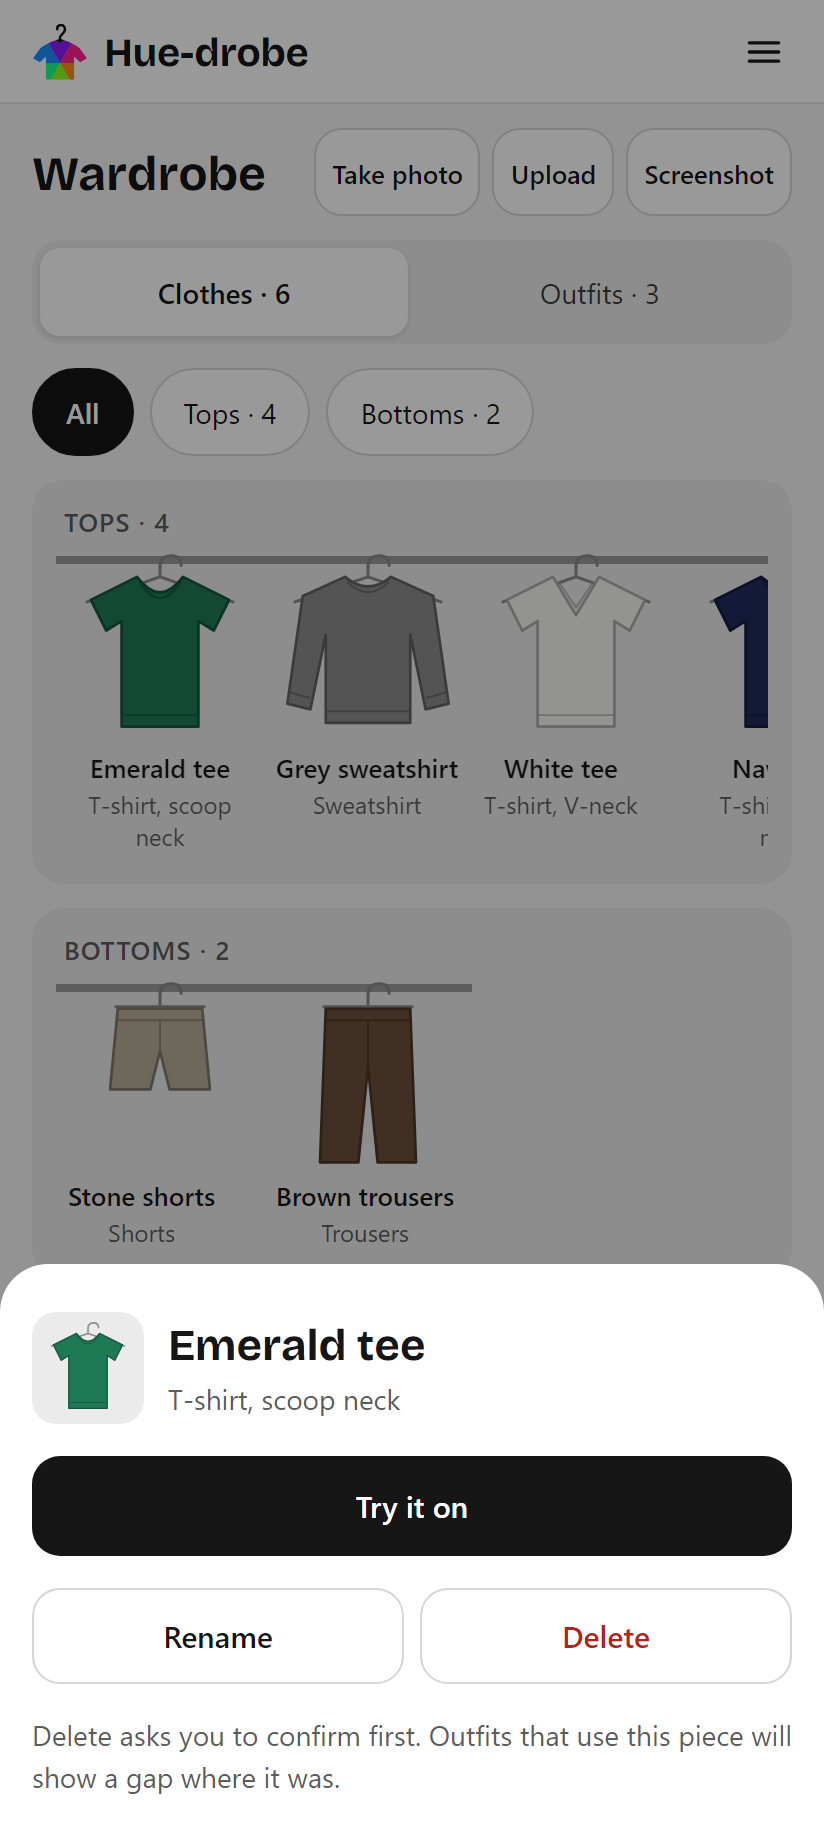 Hue-drobe
Wardrobe
Take photo
Upload
Screenshot
Clothes · 6
Outfits · 3
All
Tops · 4
Bottoms · 2
TOPS · 4
Emerald tee
T-shirt, scoop
neck
Grey sweatshirt
Sweatshirt
White tee
T-shirt, V-neck
BOTTOMS · 2
Stone shorts
Shorts
Brown trousers
Trousers
Emerald tee
T-shirt, scoop neck
Try it on
Rename
Delete
Delete asks you to confirm first. Outfits that use this piece will
show a gap where it was.